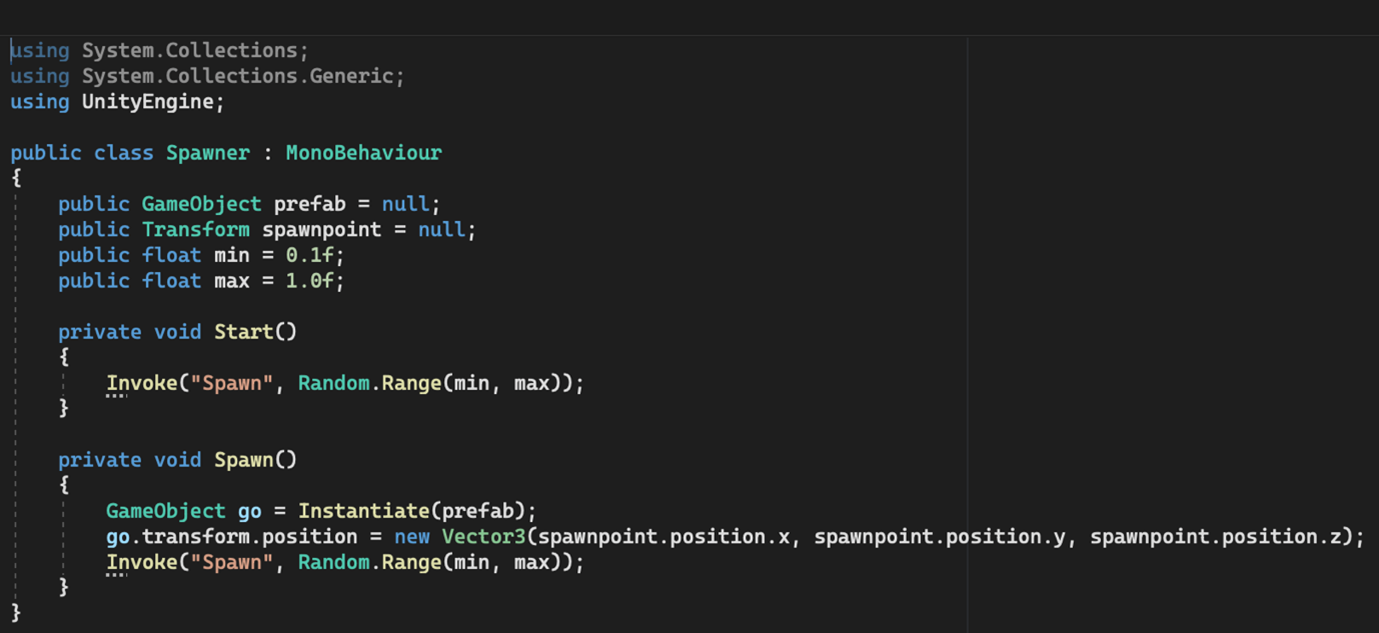 using System.Collections;
using System.Collections.Generic;
using UnityEngine;
public class Spawner : MonoBehaviour
{
public GameObject prefab = null;
public Transform spawnpoint = null;
public float min = 0.1f;
public float max = 1.0f;
private void Start()
{
Invoke("Spawn", Random.Range(min, max));
}
private void Spawn()
{
GameObject go = Instantiate(prefab);
go.transform.position = new Vector3(spawnpoint.position.x, spawnpoint.position.y, spawnpoint.position.z);
Invoke("Spawn", Random.Range(min, max));
}
}